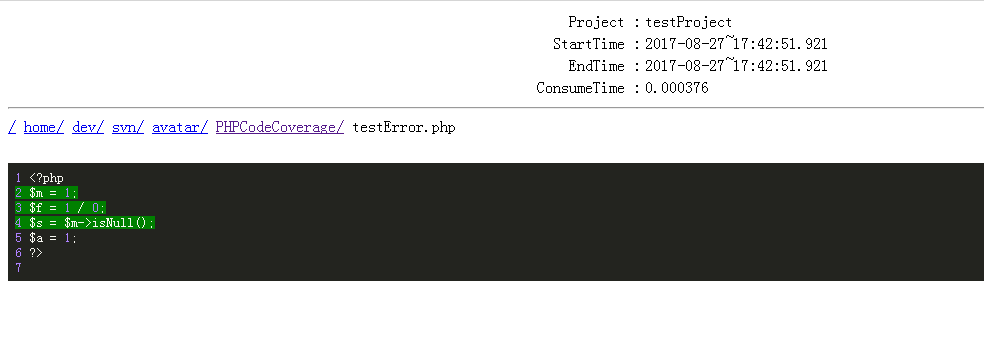 Project : testProject
StartTime : 2017-08-27~17:42:51.921
EndTime : 2017-08-27~17:42:51.921
ConsumeTime : 0.000376
/ home/ dev/ svn/ avatar/ PHPCodeCoverage/ testError.php
1 <?php
2 $m = 1;
3 $f = 1 / 0;
4 $s = $m->isNull();
5 $a = 1;
6 ?>
7